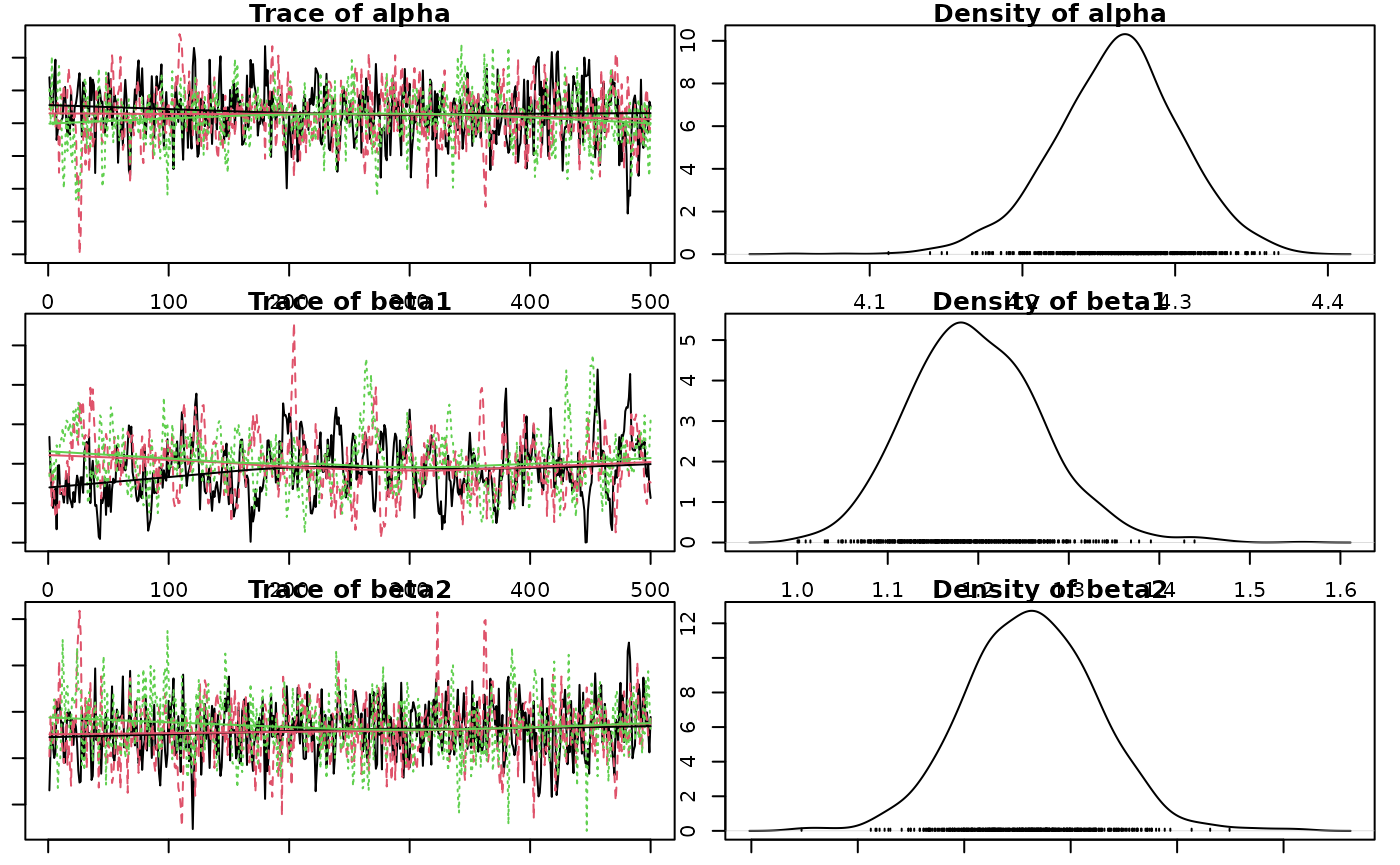 Trace of alpha
Density of alpha
0 2 4 6 8 10
0 100 200 300 400 500
4.1 4.2 4.3 4.4
Trace of beta1
Density of beta1
0 1 2 3 4 5
0 100 200 300 400 500
1.0 1.1 1.2 1.3 1.4 1.5 1.6
Trace of beta2
Density of beta2
0 2 4 6 8 12